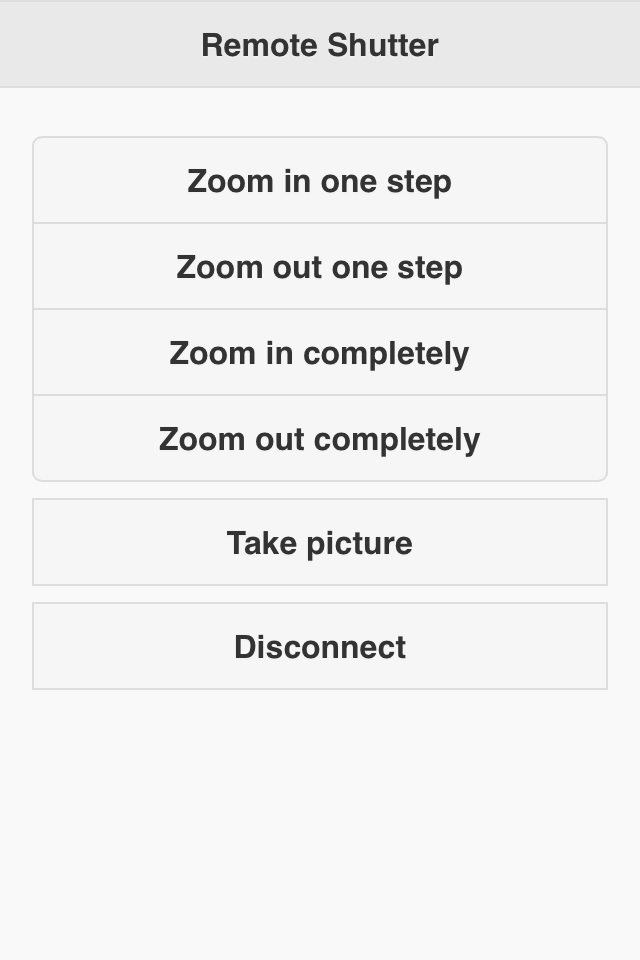 Remote Shutter
Zoom in one step
Zoom out one step
Zoom in completely
Zoom out completely
Take picture
Disconnect